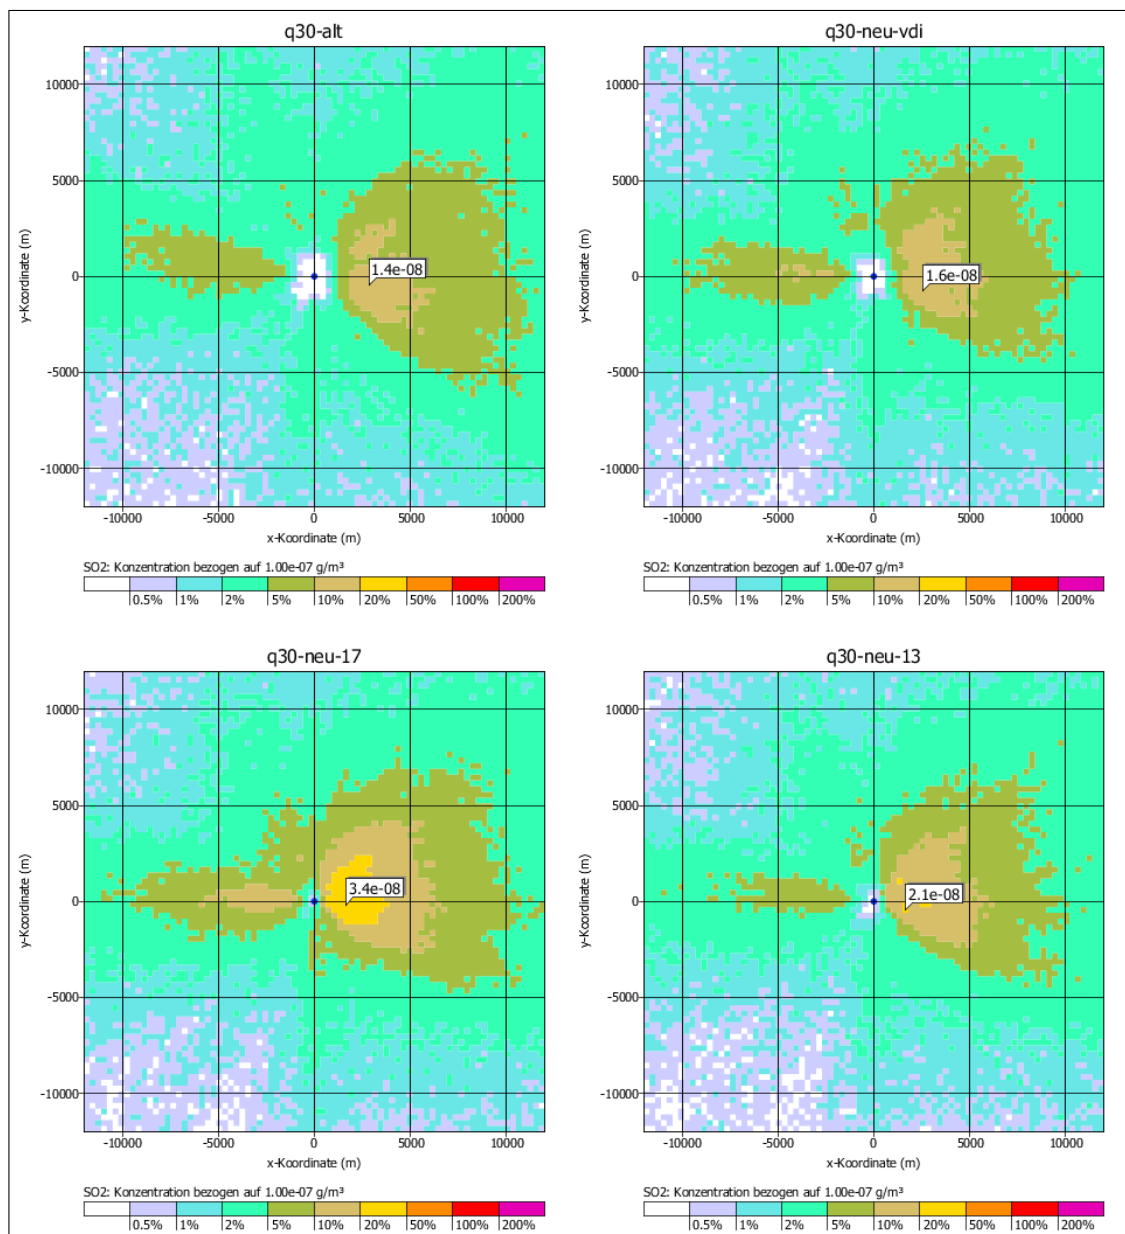 q30-alt
10000
5000
0
-5000
-10000
y-Koordinate (m)
1.4e-08
-10000 -5000 0 5000 10000
x-Koordinate (m)
SO2: Konzentration bezogen auf 1.00e-07 g/m³
0.5% 1% 2% 5% 10% 20% 50% 100% 200%
q30-neu-vdi
10000
5000
0
-5000
-10000
y-Koordinate (m)
1.6e-08
-10000 -5000 0 5000 10000
x-Koordinate (m)
SO2: Konzentration bezogen auf 1.00e-07 g/m³
0.5% 1% 2% 5% 10% 20% 50% 100% 200%
q30-neu-17
10000
5000
0
-5000
-10000
y-Koordinate (m)
3.4e-08
-10000 -5000 0 5000 10000
x-Koordinate (m)
SO2: Konzentration bezogen auf 1.00e-07 g/m³
0.5% 1% 2% 5% 10% 20% 50% 100% 200%
q30-neu-13
10000
5000
0
-5000
-10000
y-Koordinate (m)
2.1e-08
-10000 -5000 0 5000 10000
x-Koordinate (m)
SO2: Konzentration bezogen auf 1.00e-07 g/m³
0.5% 1% 2% 5% 10% 20% 50% 100% 200%